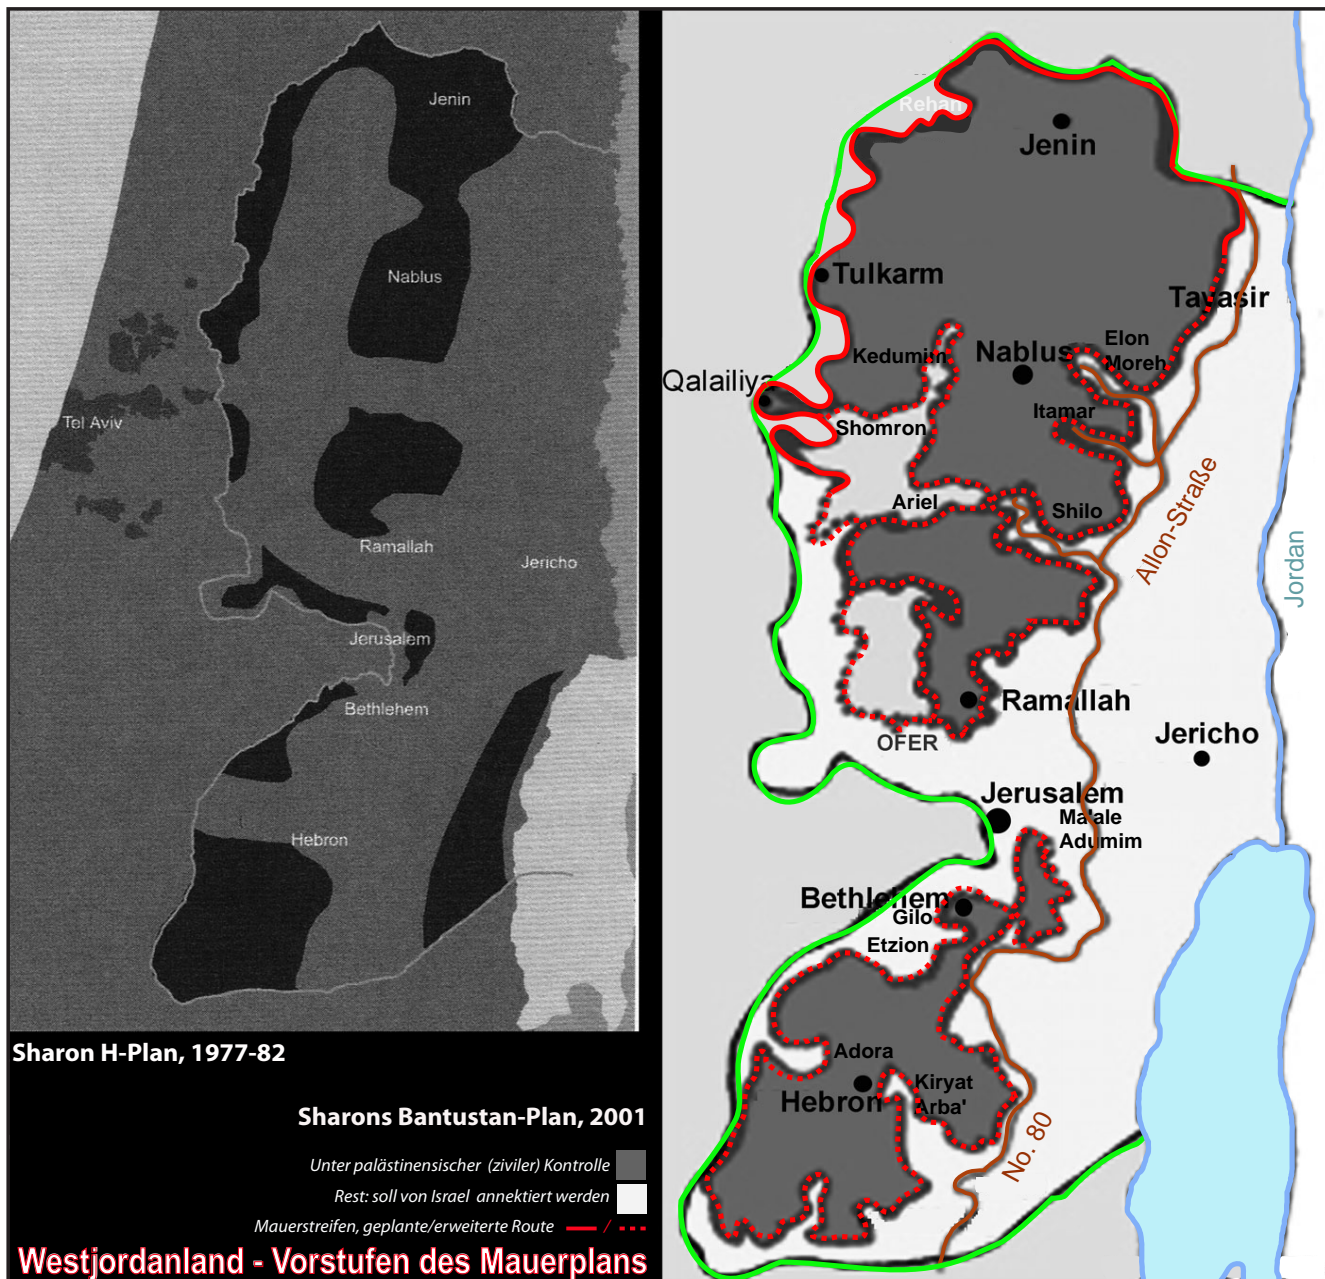 Jenin
Nablus
Tel Aviv
Ramallah
Jericho
Jerusalem
Bethlehem
Hebron
Sharon H-Plan, 1977-82
Sharons Bantustan-Plan, 2001
Unter palästinensischer (ziviler) Kontrolle
Rest: soll von Israel annektiert werden
Mauerstreifen, geplante/erweiterte Route
/
Westjordanland - Vorstufen des Mauerplans
Rehan
Jenin
Tulkarm
Tayasir
Kedumim
Nablus
Elon
Moreh
Qalailiya
Itamar
Shomron
Ariel
Shilo
Allon-Straße
Jordan
Ramallah
OFER
Jericho
Jerusalem
Ma'ale
Adumim
Bethlehem
Gilo
Etzion
Adora
Hebron
Kiryat
Arba'
No. 80